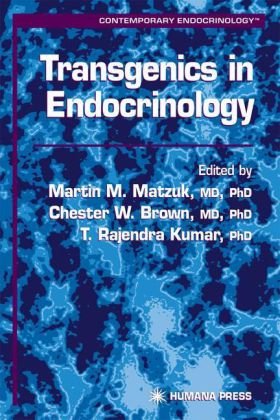 CONTEMPORARY ENDOCRINOLOGY™
Transgenics in
Endocrinology
Edited by
Martin M. Matzuk, MD, PhD
Chester W. Brown, MD, PhD
T. Rajendra Kumar, PhD
HUMANA PRESS